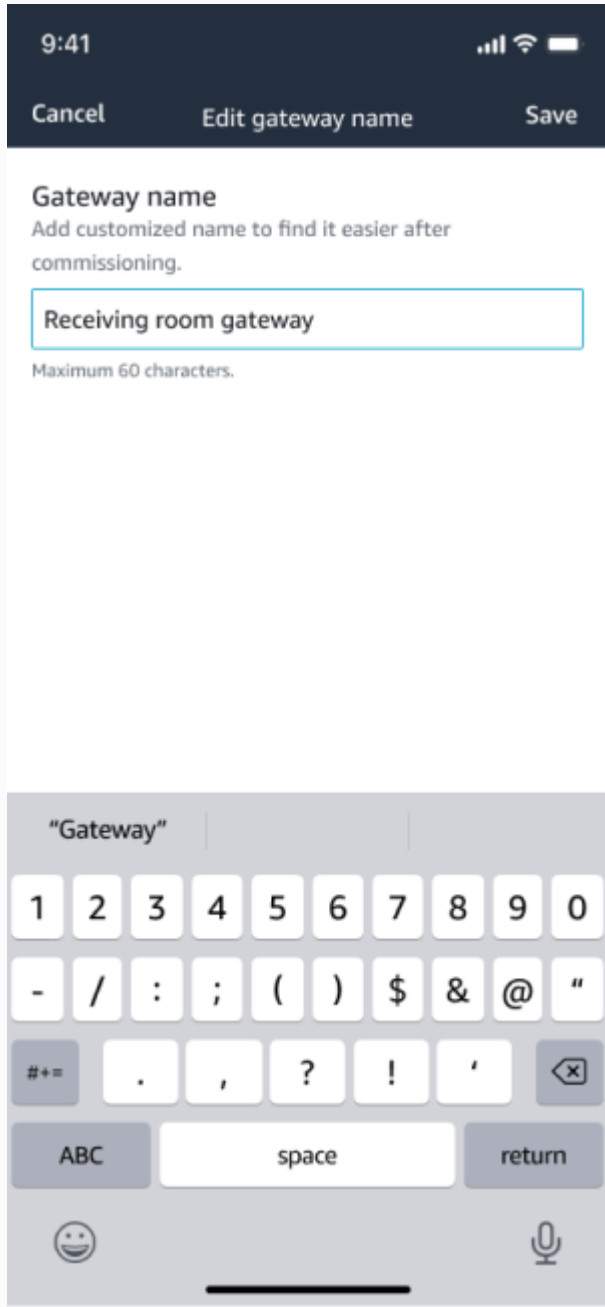 9:41
Cancel Edit gateway name Save
Gateway name
Add customized name to find it easier after
commissioning.
Receiving room gateway
Maximum 60 characters.
“Gateway”
1 2 3 4 5 6 7 8 9 0
- / : ; ( ) $ & @ “
#+= . , ? ! ‘
ABC space return